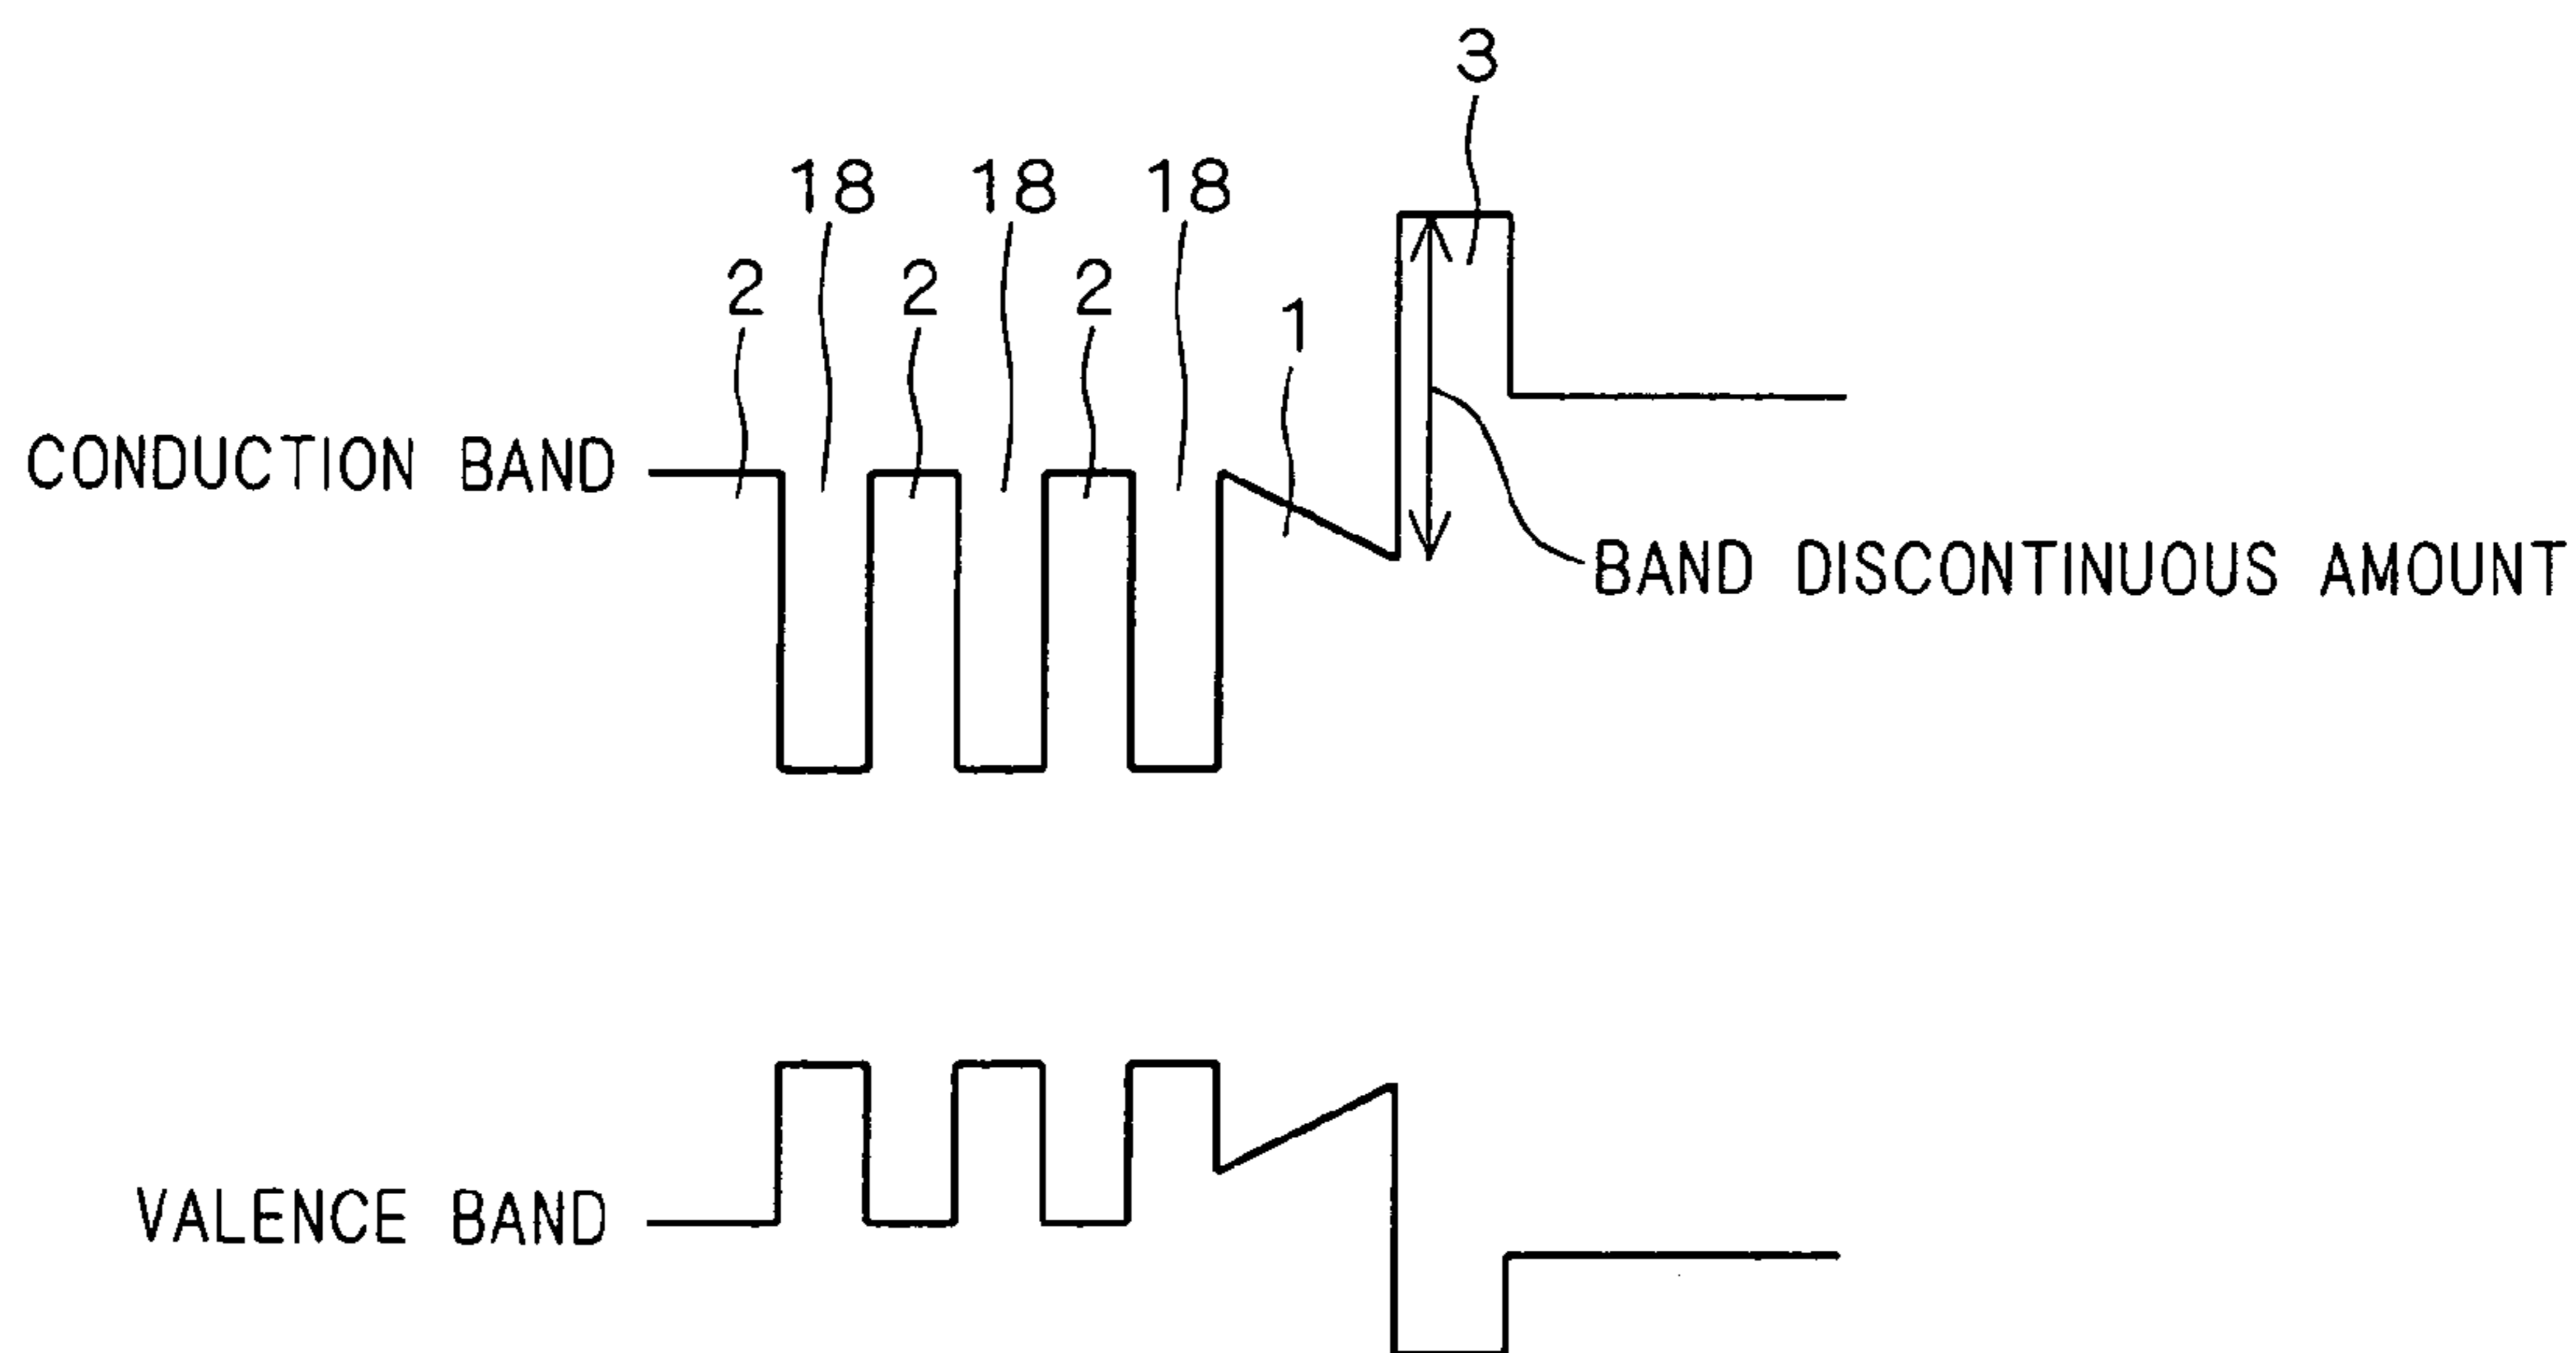 3
18 18 18
2 2 2 1
CONDUCTION BAND
BAND DISCONTINUOUS AMOUNT
VALENCE BAND